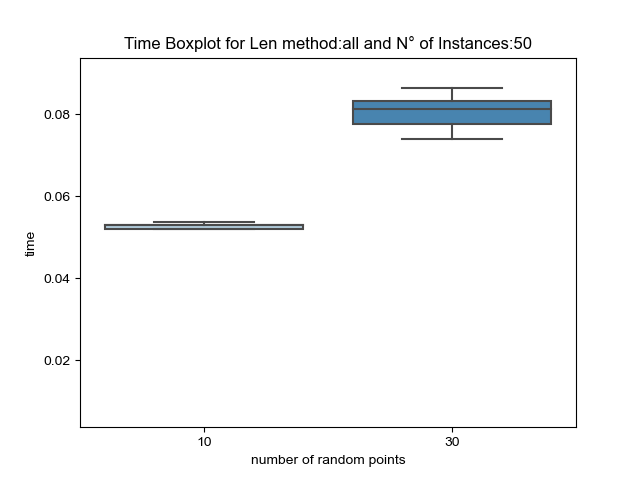 Time Boxplot for Len method:all and N° of Instances:50
0.08
0.06
0.04
0.02
time
10
30
number of random points